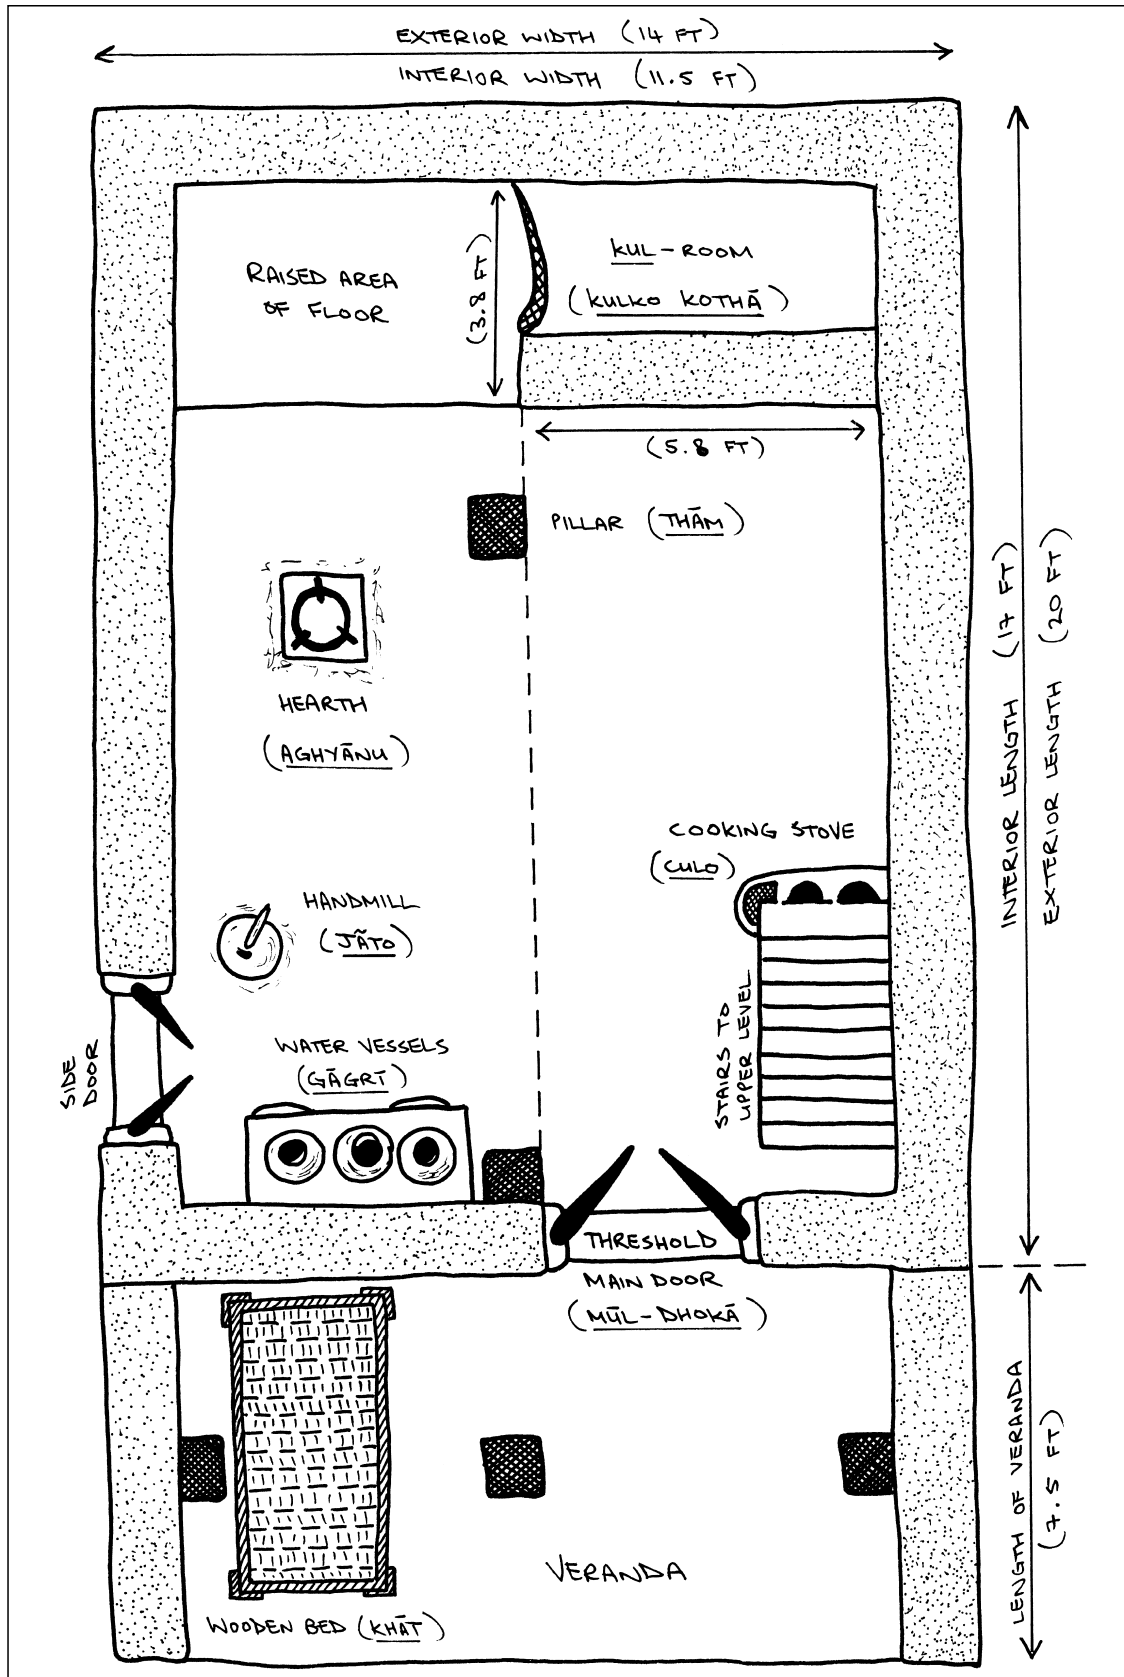 EXTERIOR WIDTH (14 FT)
INTERIOR WIDTH (11.5 FT)
RAISED AREA
OF FLOOR
(3.8 FT)
KUL-ROOM
(KULKO KOTHĀ)
(5.8 FT)
PILLAR (THĀM)
HEARTH
(AGHYĀNU)
INTERIOR LENGTH (17 FT)
EXTERIOR LENGTH (20 FT)
COOKING STOVE
(CULO)
HANDMILL
(JÃTO)
STAIRS TO
UPPER LEVEL
SIDE
DOOR
WATER VESSELS
(GĀGRĪ)
THRESHOLD
MAIN DOOR
(MŪL-DHOKĀ)
LENGTH OF VERANDA
(7.5 FT)
VERANDA
WOODEN BED (KHĀT)